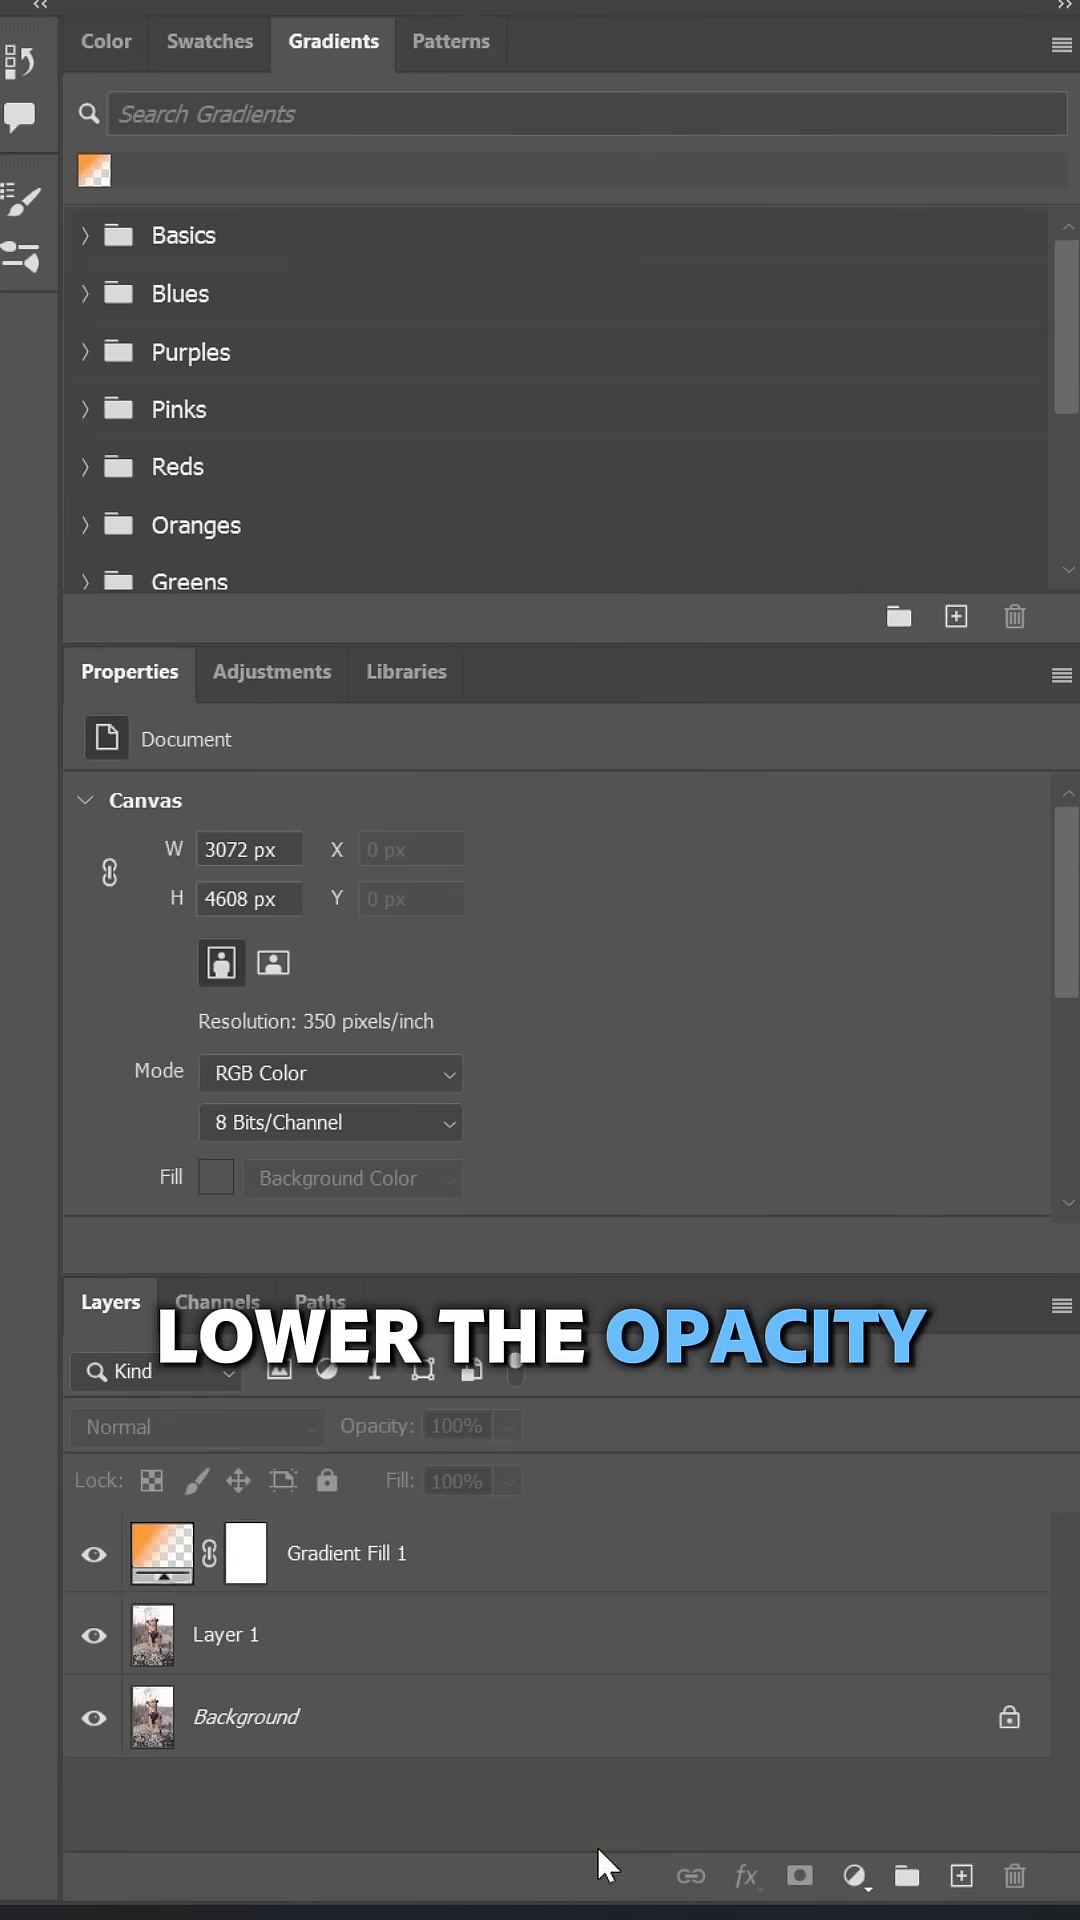 Color Swatches Gradients Patterns
Search Gradients
Basics
Blues
Purples
Pinks
Reds
Oranges
Greens
Properties Adjustments Libraries
Document
Canvas
W 3072 px X 0 px
H 4608 px Y 0 px
Resolution: 350 pixels/inch
Mode RGB Color
8 Bits/Channel
Fill Background Color
Layers Channels Paths
LOWER THE OPACITY
Kind
Normal Opacity: 100%
Lock: Fill: 100%
Gradient Fill 1
Layer 1
Background
fx